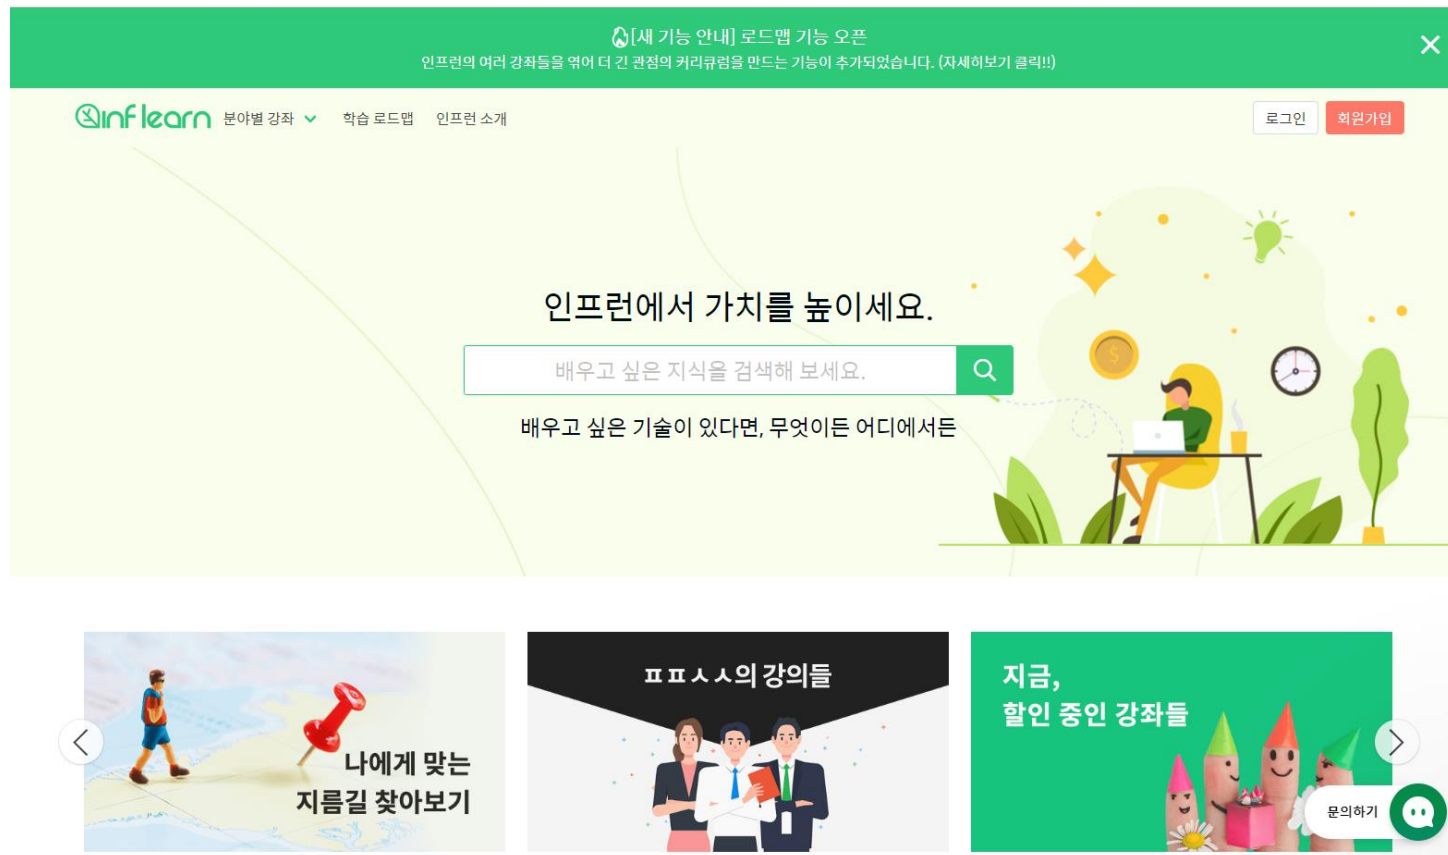 [새 기능 안내] 로드맵 기능 오픈
인프런의 여러 강좌들을 엮어 더 긴 관점의 커리큐럼을 만드는 기능이 추가되었습니다. (자세히보기 클릭!!)
inflearn 분야별 강좌 학습 로드맵 인프런 소개 로그인 회원가입
인프런에서 가치를 높이세요.
배우고 싶은 지식을 검색해 보세요.
배우고 싶은 기술이 있다면, 무엇이든 어디에서든
나에게 맞는
지름길 찾아보기
ㅍㅍㅅㅅ의 강의들
지금,
할인 중인 강좌들
문의하기